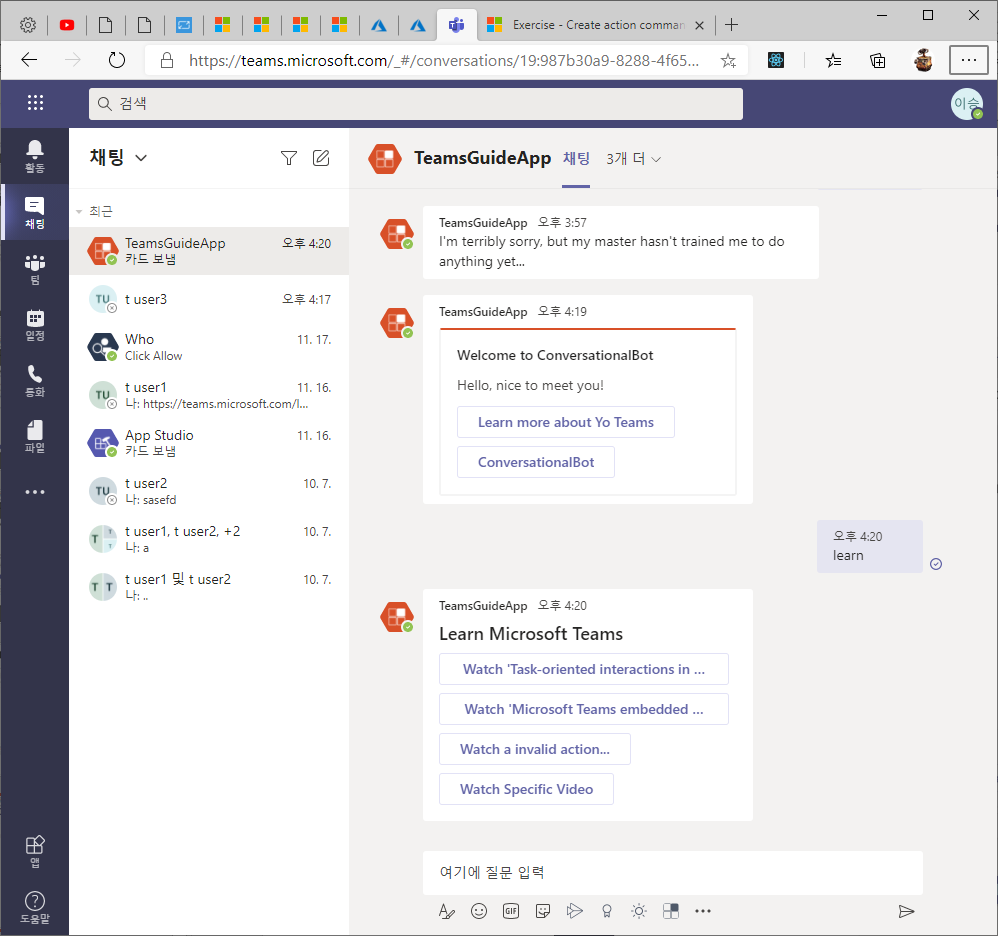 Exercise - Create action comman
https://teams.microsoft.com/_#/conversations/19:987b30a9-8288-4f65...
검색
이승
활동
채팅
팀
일정
통화
파일
앱
도움말
채팅
최근
TeamsGuideApp 오후 4:20
카드 보냄
TU t user3 오후 4:17
Who 11. 17.
Click Allow
TU t user1 11. 16.
나: https://teams.microsoft.com/l...
App Studio 11. 16.
카드 보냄
TU t user2 10. 7.
나: sasefd
T T T t user1, t user2, +2 10. 7.
나: a
T T t user1 및 t user2 10. 7.
나: ..
TeamsGuideApp 채팅 3개 더
TeamsGuideApp 오후 3:57
I'm terribly sorry, but my master hasn't trained me to do
anything yet...
TeamsGuideApp 오후 4:19
Welcome to ConversationalBot
Hello, nice to meet you!
Learn more about Yo Teams
ConversationalBot
오후 4:20
learn
TeamsGuideApp 오후 4:20
Learn Microsoft Teams
Watch 'Task-oriented interactions in ...
Watch 'Microsoft Teams embedded ...
Watch a invalid action...
Watch Specific Video
여기에 질문 입력
GIF